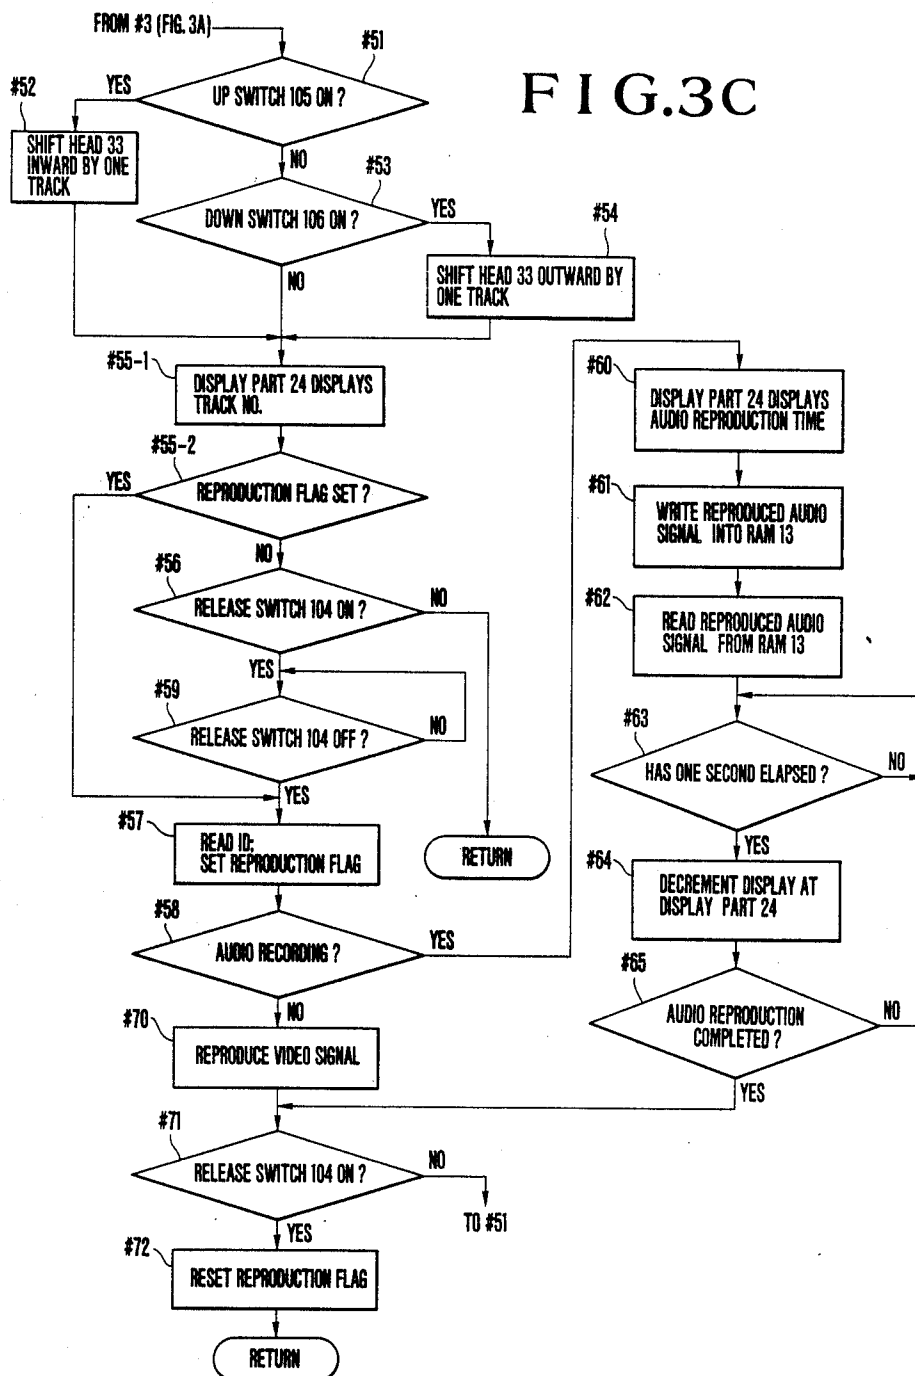 FROM #3 (FIG. 3A)
FIG.3C
#51
UP SWITCH 105 ON ?
YES
#52
SHIFT HEAD 33
INWARD BY ONE
TRACK
NO
#53
DOWN SWITCH 106 ON ?
YES
#54
SHIFT HEAD 33 OUTWARD BY
ONE TRACK
NO
#55-1
DISPLAY PART 24 DISPLAYS
TRACK NO.
#55-2
YES
REPRODUCTION FLAG SET ?
NO
#56
RELEASE SWITCH 104 ON ?
NO
YES
#59
RELEASE SWITCH 104 OFF ?
NO
YES
#57
READ ID;
SET REPRODUCTION FLAG
RETURN
#58
AUDIO RECORDING ?
YES
NO
#70
REPRODUCE VIDEO SIGNAL
#60
DISPLAY PART 24 DISPLAYS
AUDIO REPRODUCTION TIME
#61
WRITE REPRODUCED AUDIO
SIGNAL INTO RAM 13
#62
READ REPRODUCED AUDIO
SIGNAL FROM RAM 13
#63
HAS ONE SECOND ELAPSED ?
NO
YES
#64
DECREMENT DISPLAY AT
DISPLAY PART 24
#65
AUDIO REPRODUCTION
COMPLETED ?
NO
YES
#71
RELEASE SWITCH 104 ON ?
NO
TO #51
YES
#72
RESET REPRODUCTION FLAG
RETURN